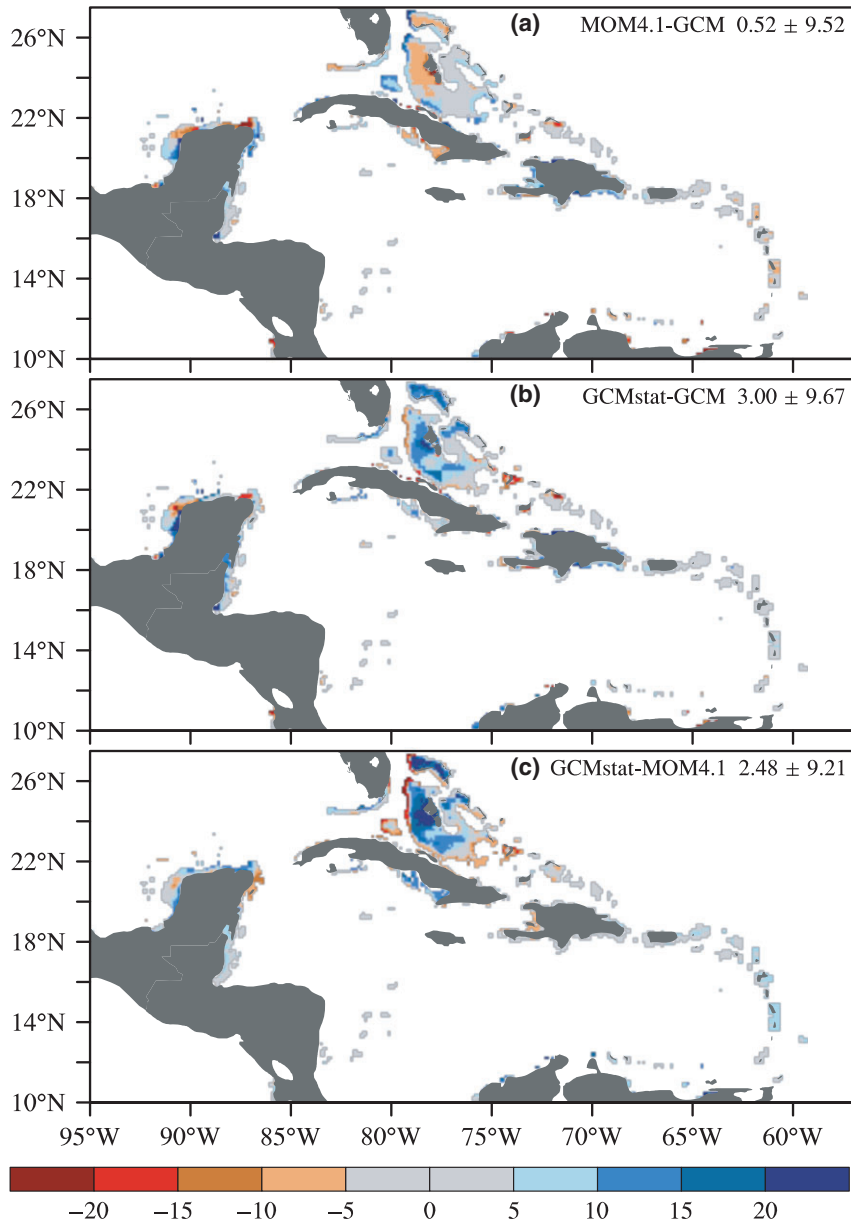 (a) MOM4.1-GCM 0.52 ± 9.52
26°N
22°N
18°N
14°N
10°N
(b) GCMstat-GCM 3.00 ± 9.67
26°N
22°N
18°N
14°N
10°N
(c) GCMstat-MOM4.1 2.48 ± 9.21
26°N
22°N
18°N
14°N
10°N
95°W 90°W 85°W 80°W 75°W 70°W 65°W 60°W
−20 −15 −10 −5 0 5 10 15 20